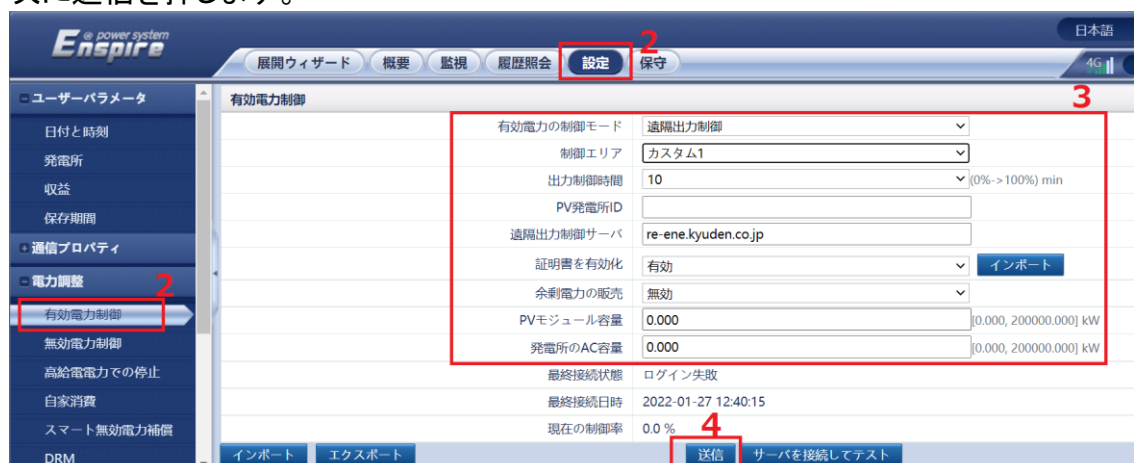 次に送信を押します。
Enspire @ power system
日本語
2
展開ウィザード 概要 監視 履歴照会 設定 保守
4G
3
ユーザーパラメータ
日付と時刻
発電所
収益
保存期間
通信プロパティ
電力調整
2
有効電力制御
無効電力制御
高給電電力での停止
自家消費
スマート無効電力補償
DRM
有効電力制御
有効電力の制御モード 遠隔出力制御
制御エリア カスタム1
出力制御時間 10 (0%->100%) min
PV発電所ID
遠隔出力制御サーバ re-ene.kyuden.co.jp
証明書を有効化 有効 インポート
余剰電力の販売 無効
PVモジュール容量 0.000 [0.000, 200000.000] kW
発電所のAC容量 0.000 [0.000, 200000.000] kW
最終接続状態 ログイン失敗
最終接続日時 2022-01-27 12:40:15
現在の制御率 0.0 %
4
インポート エクスポート 送信 サーバを接続してテスト